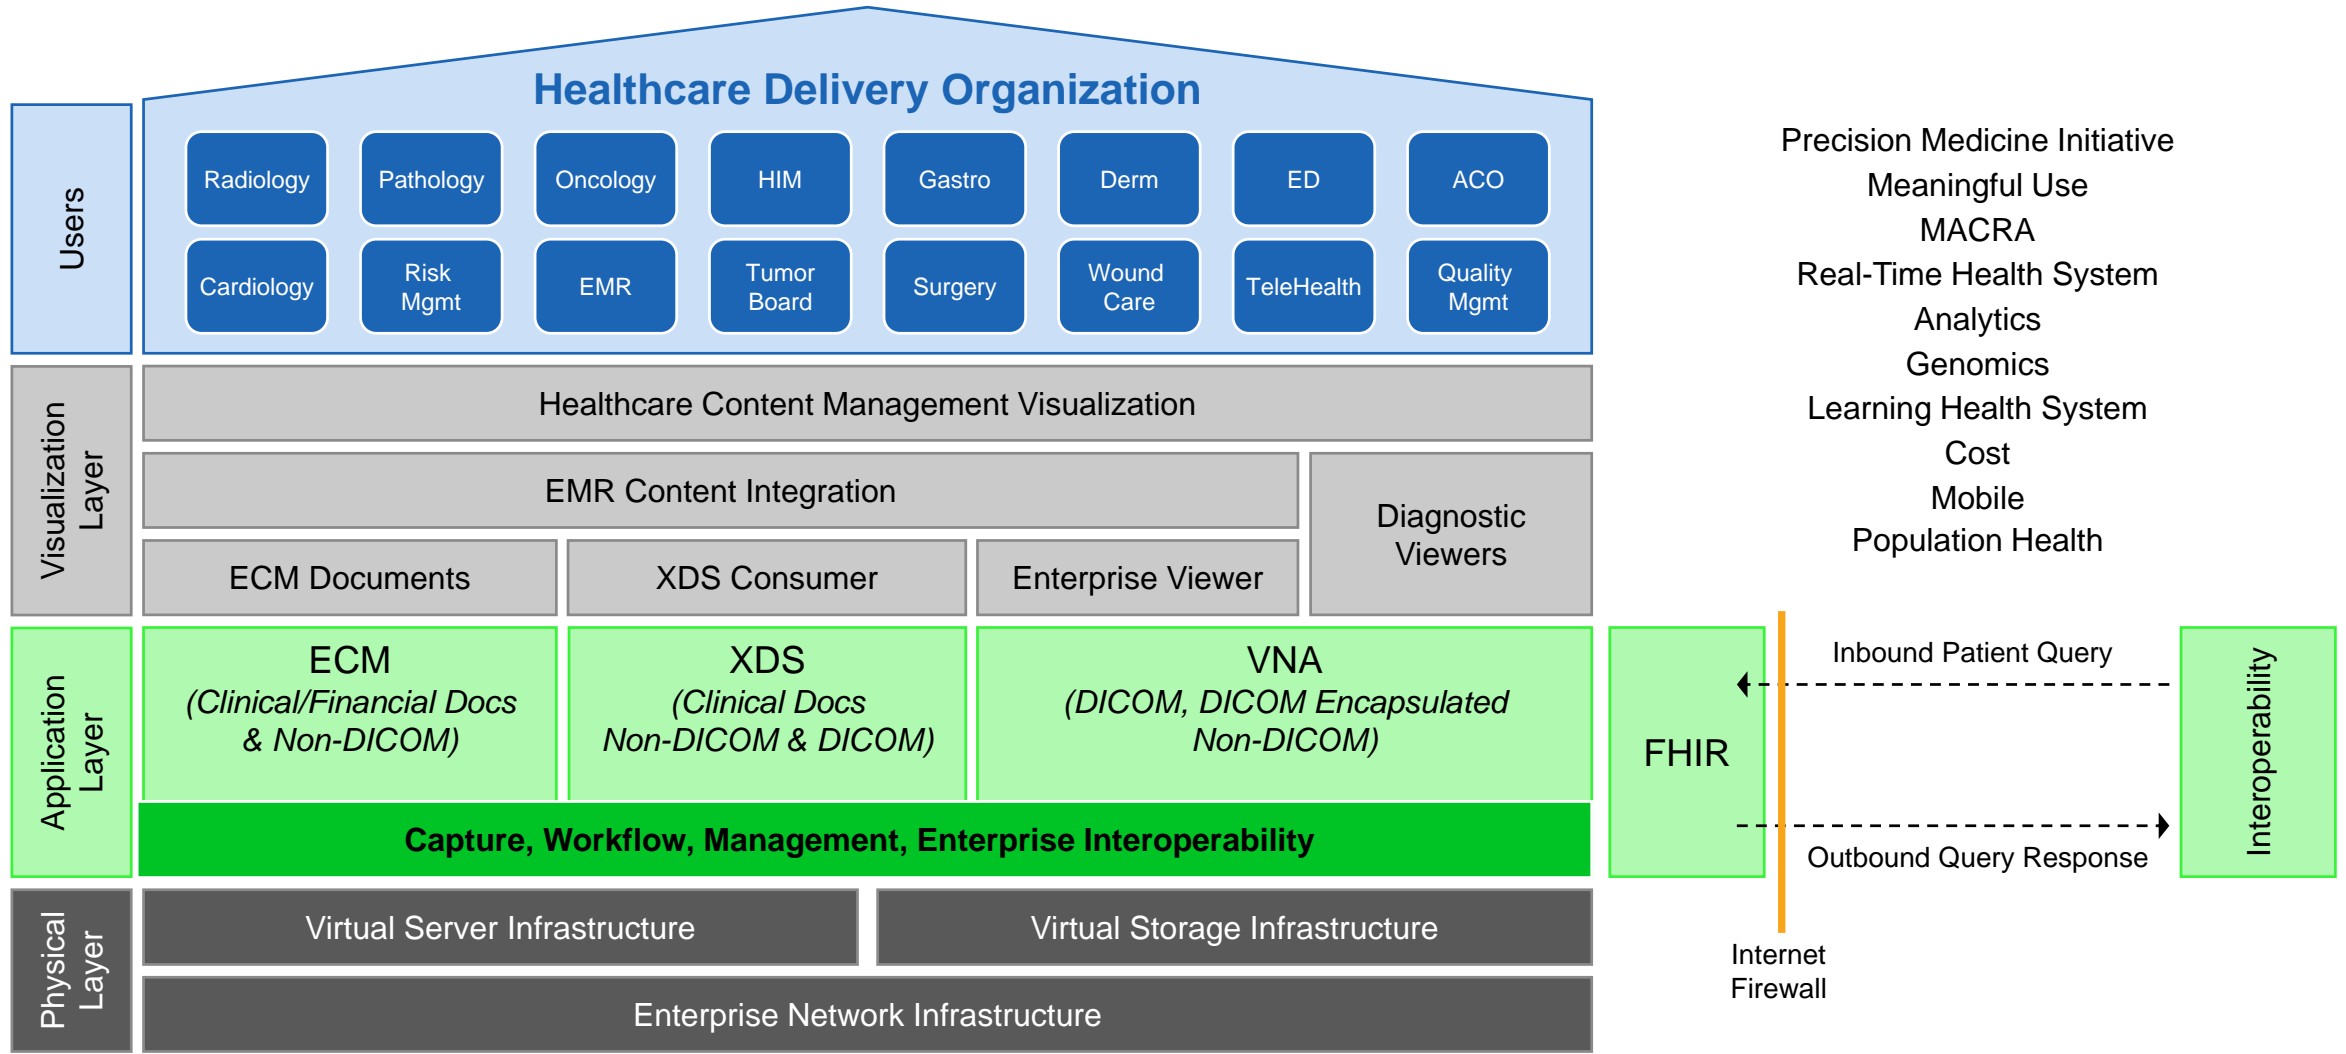 Healthcare Delivery Organization
Users
Radiology
Pathology
Oncology
HIM
Gastro
Derm
ED
ACO
Cardiology
Risk
Mgmt
EMR
Tumor
Board
Surgery
Wound
Care
TeleHealth
Quality
Mgmt
Visualization
Layer
Healthcare Content Management Visualization
EMR Content Integration
Diagnostic
Viewers
ECM Documents
XDS Consumer
Enterprise Viewer
Application
Layer
ECM
(Clinical/Financial Docs
& Non-DICOM)
XDS
(Clinical Docs
Non-DICOM & DICOM)
VNA
(DICOM, DICOM Encapsulated
Non-DICOM)
Capture, Workflow, Management, Enterprise Interoperability
Physical
Layer
Virtual Server Infrastructure
Virtual Storage Infrastructure
Enterprise Network Infrastructure
Precision Medicine Initiative
Meaningful Use
MACRA
Real-Time Health System
Analytics
Genomics
Learning Health System
Cost
Mobile
Population Health
FHIR
Inbound Patient Query
Outbound Query Response
Interoperability
Internet
Firewall